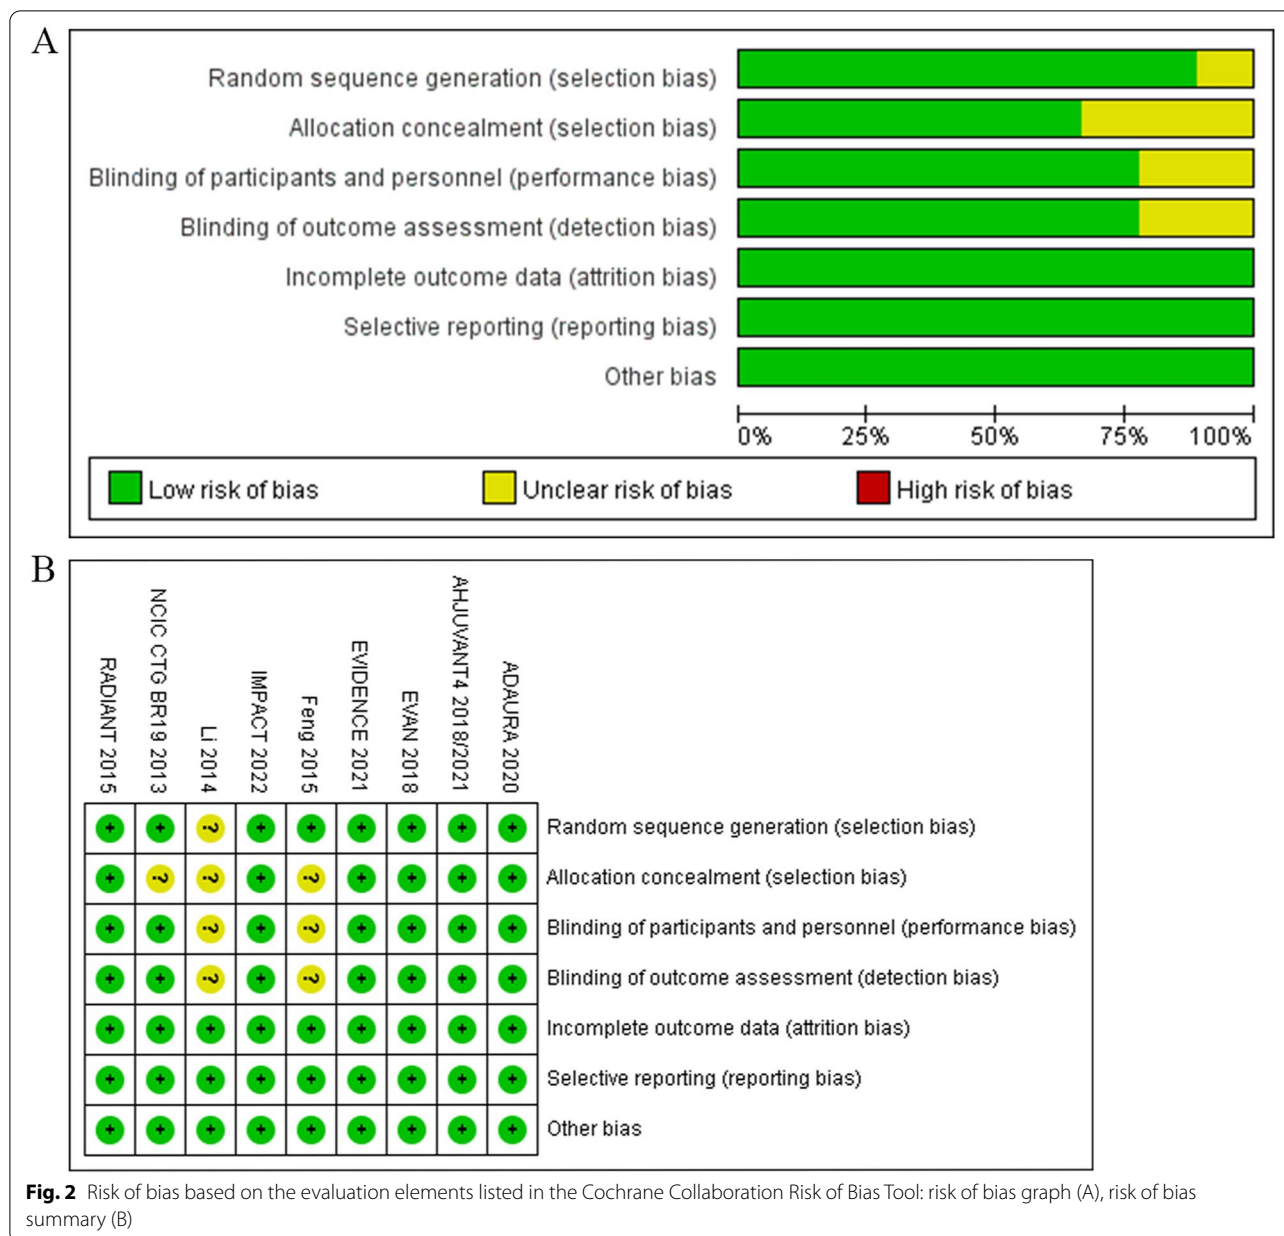 A
Random sequence generation (selection bias)
Allocation concealment (selection bias)
Blinding of participants and personnel (performance bias)
Blinding of outcome assessment (detection bias)
Incomplete outcome data (attrition bias)
Selective reporting (reporting bias)
Other bias
0% 25% 50% 75% 100%
Low risk of bias Unclear risk of bias High risk of bias
B
RADIANT 2015
NCIC CTG BR19 2013
Li 2014
IMPACT 2022
Feng 2015
EVIDENCE 2021
EVAN 2018
AHJUVANT4 2018/2021
ADAURA 2020
+ + ? + + + + + + Random sequence generation (selection bias)
+ ? ? + ? + + + + Allocation concealment (selection bias)
+ + ? + ? + + + + Blinding of participants and personnel (performance bias)
+ + ? + ? + + + + Blinding of outcome assessment (detection bias)
+ + + + + + + + + Incomplete outcome data (attrition bias)
+ + + + + + + + + Selective reporting (reporting bias)
+ + + + + + + + + Other bias
Fig. 2 Risk of bias based on the evaluation elements listed in the Cochrane Collaboration Risk of Bias Tool: risk of bias graph (A), risk of bias
summary (B)